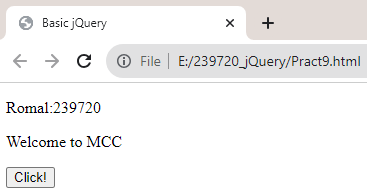 Basic jQuery
File E:/239720_jQuery/Pract9.html
Romal:239720
Welcome to MCC
Click!